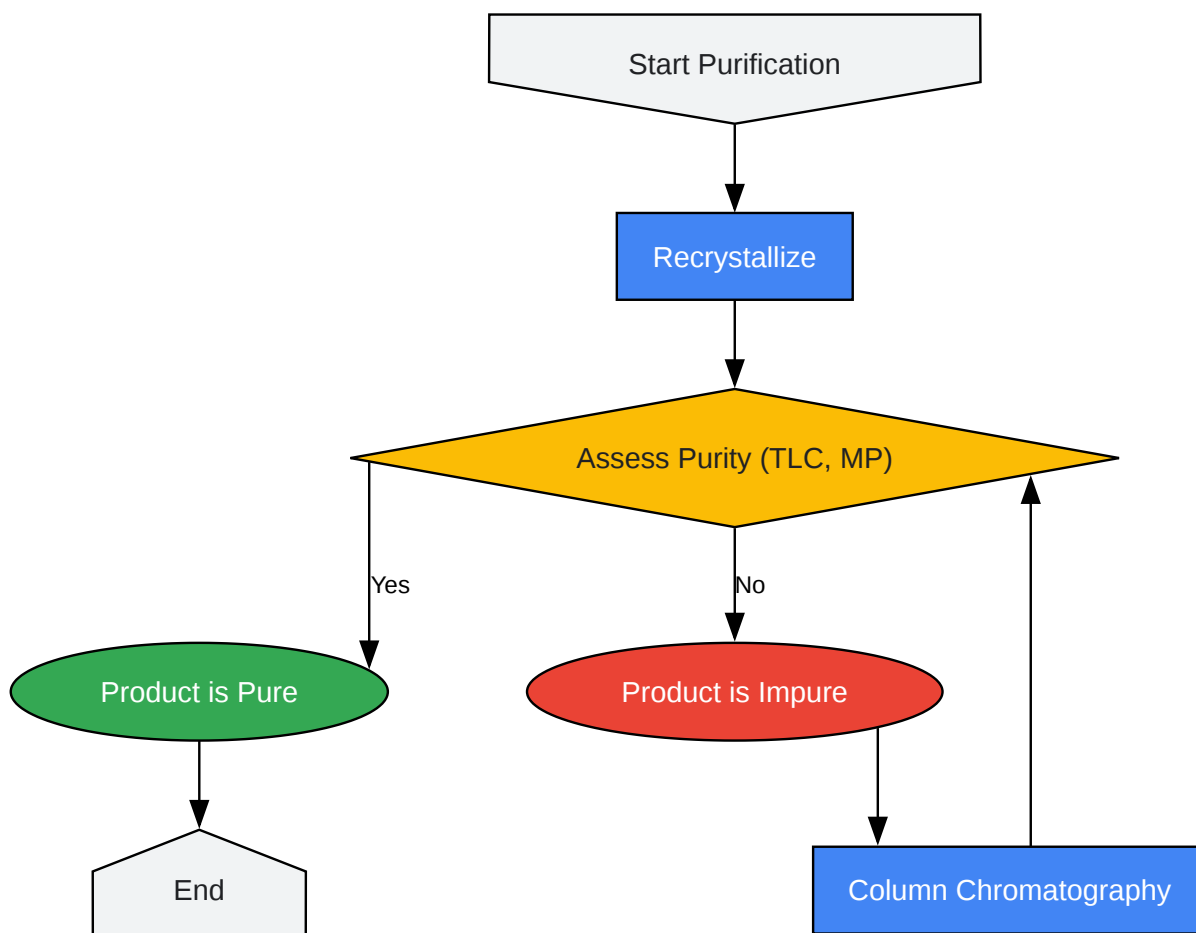 Start Purification
Recrystallize
Assess Purity (TLC, MP)
Yes
No
Product is Pure
Product is Impure
End
Column Chromatography